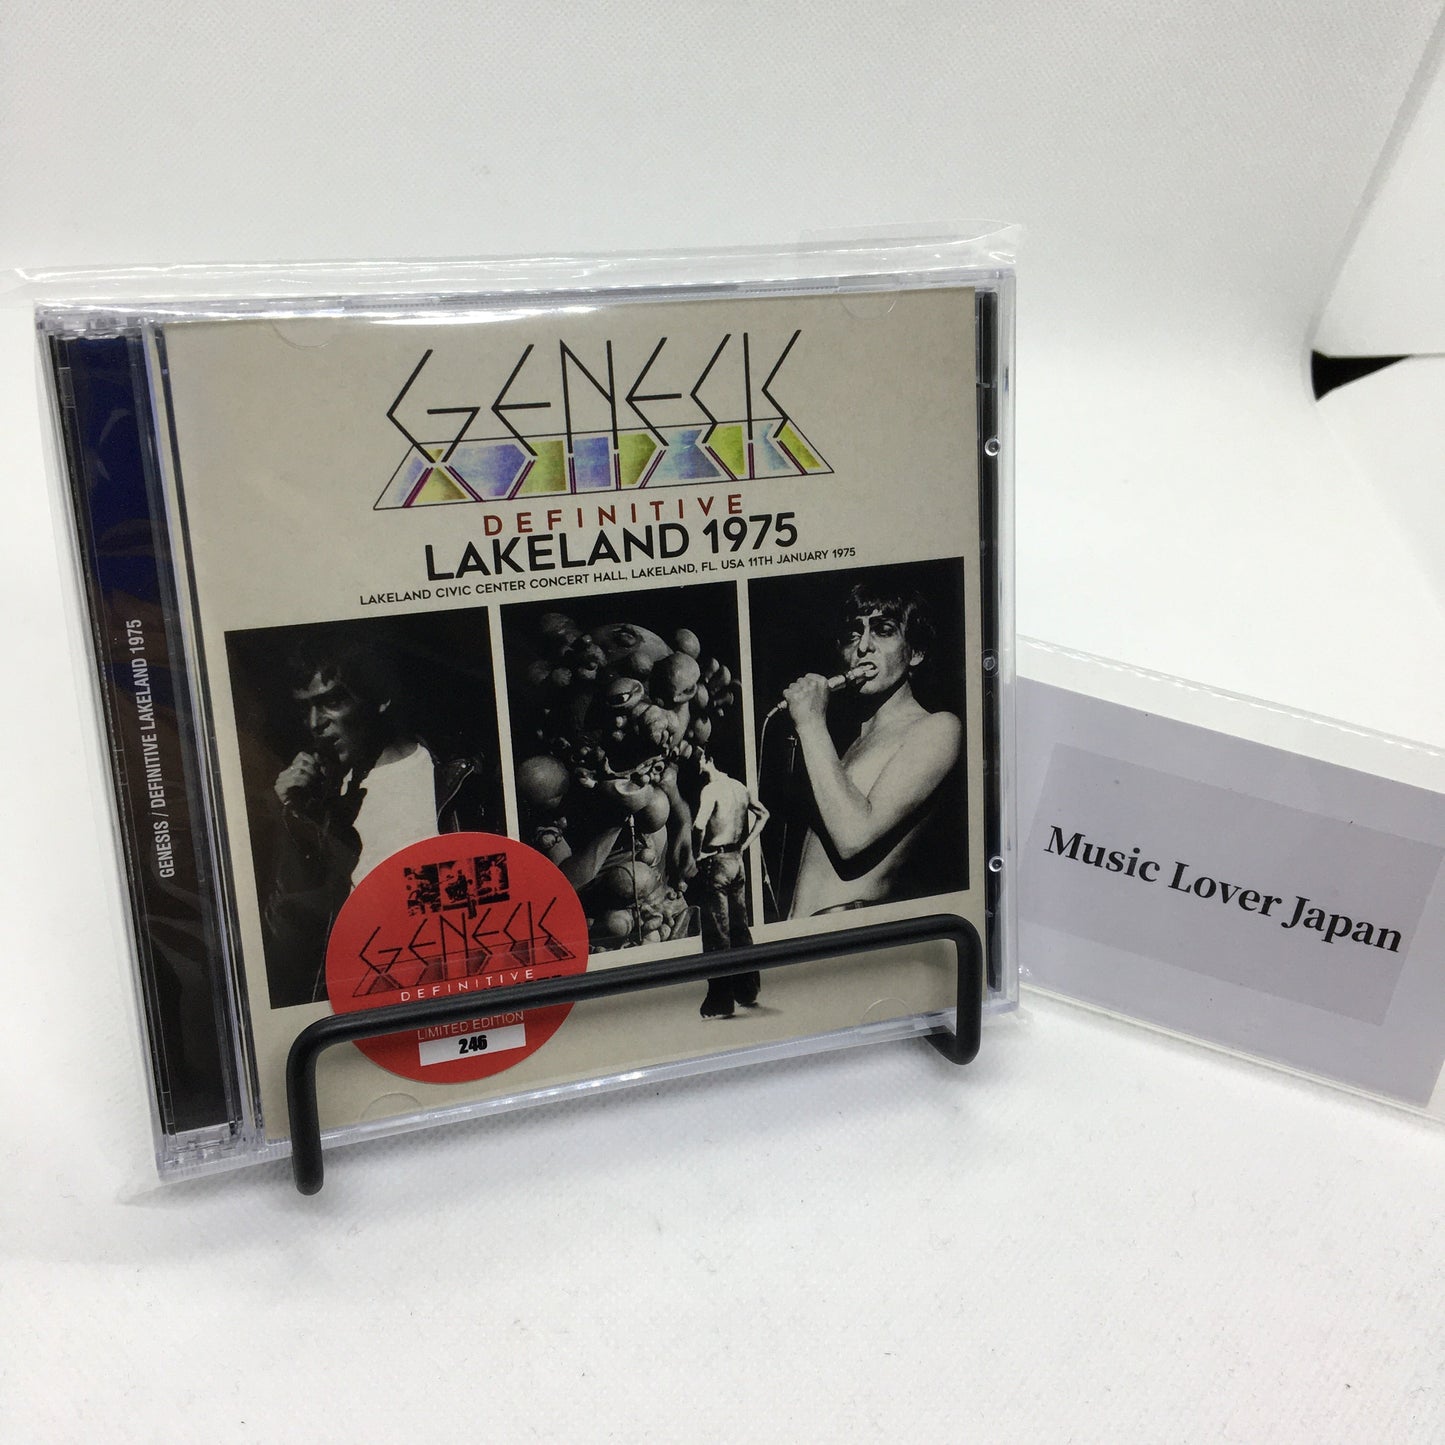 GENESIS
DEFINITIVE
LAKELAND 1975
LAKELAND CIVIC CENTER CONCERT HALL, LAKELAND, FL. USA 11TH JANUARY 1975
GENESIS / DEFINITIVE LAKELAND 1975
GENESIS
DEFINITIVE
LIMITED EDITION
246
Music Lover Japan